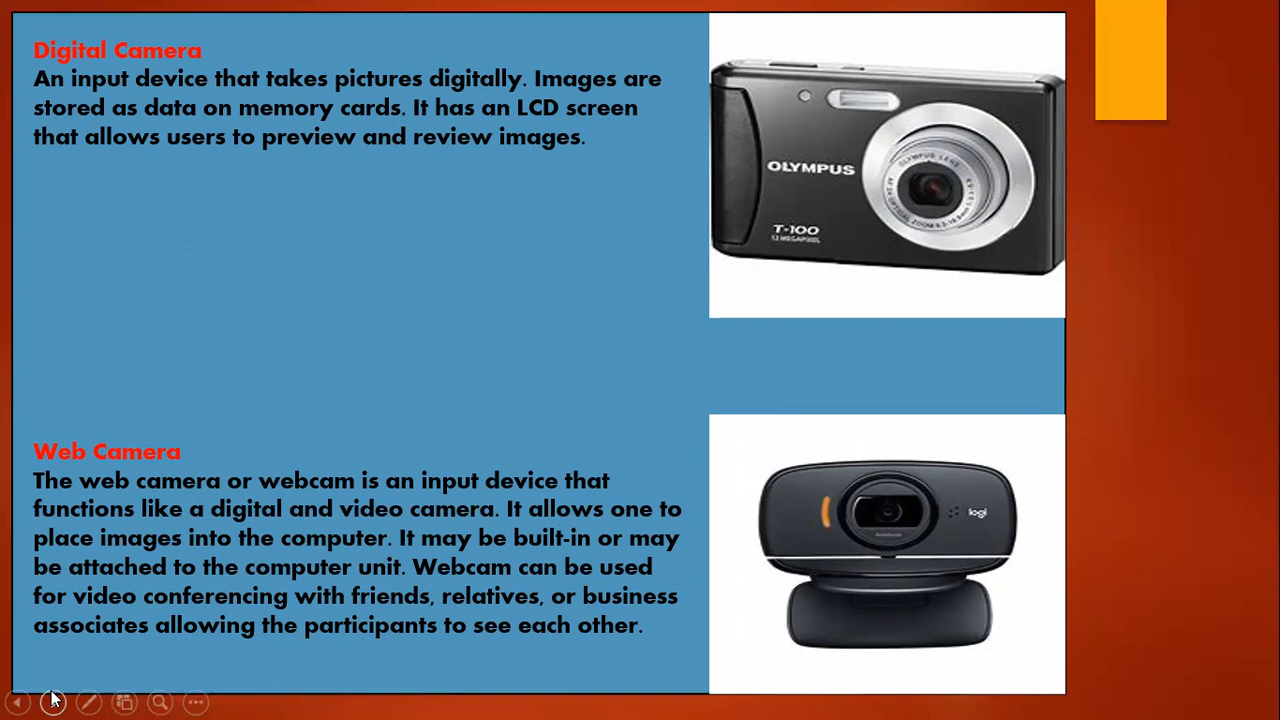 Digital Camera
An input device that takes pictures digitally. Images are
stored as data on memory cards. It has an LCD screen
that allows users to preview and review images.
OLYMPUS
OLYMPUS LENS
T-100
12 MEGAPIXEL
Web Camera
The web camera or webcam is an input device that
functions like a digital and video camera. It allows one to
place images into the computer. It may be built-in or may
be attached to the computer unit. Webcam can be used
for video conferencing with friends, relatives, or business
associates allowing the participants to see each other.
logi